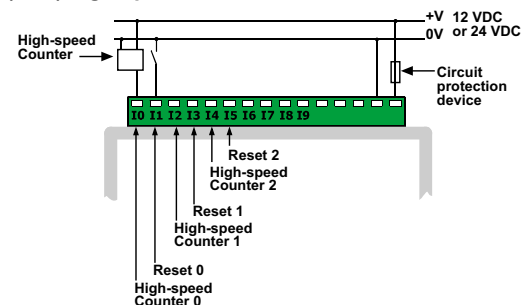 +V 12 VDC
0V or 24 VDC
High-speed
Counter
Circuit
protection
device
I0 I1 I2 I3 I4 I5 I6 I7 I8 I9
Reset 2
High-speed
Counter 2
Reset 1
High-speed
Counter 1
Reset 0
High-speed
Counter 0